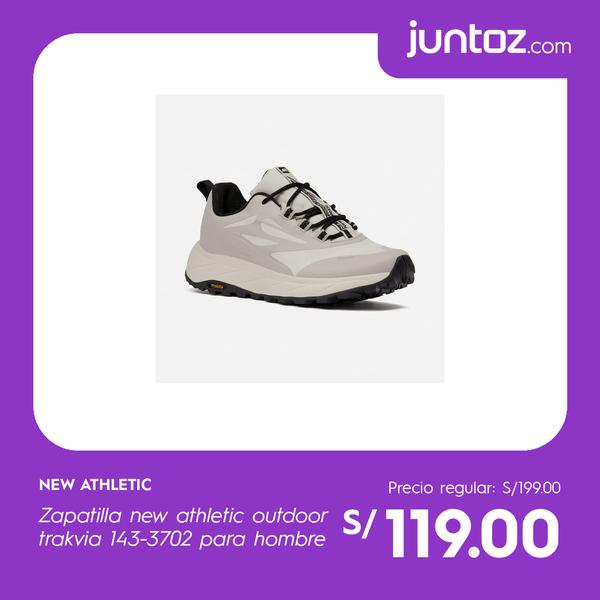 juntoz.com
NEW ATHLETIC
Zapatilla new athletic outdoor
trakvia 143-3702 para hombre
Precio regular: S/199.00
S/119.00